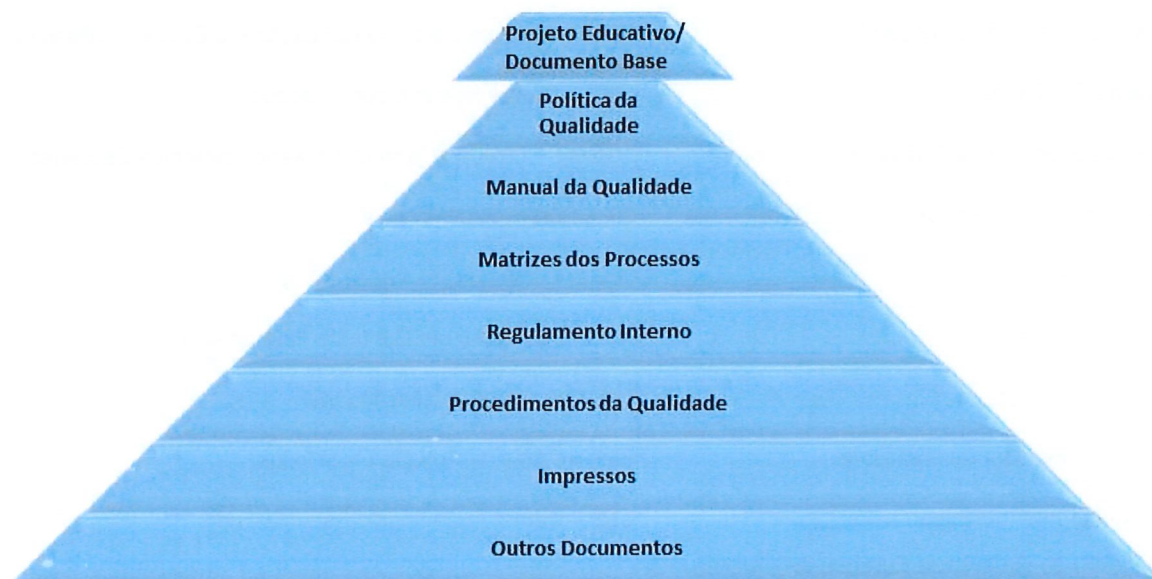 Projeto Educativo/
Documento Base
Política da
Qualidade
Manual da Qualidade
Matrizes dos Processos
Regulamento Interno
Procedimentos da Qualidade
Impressos
Outros Documentos